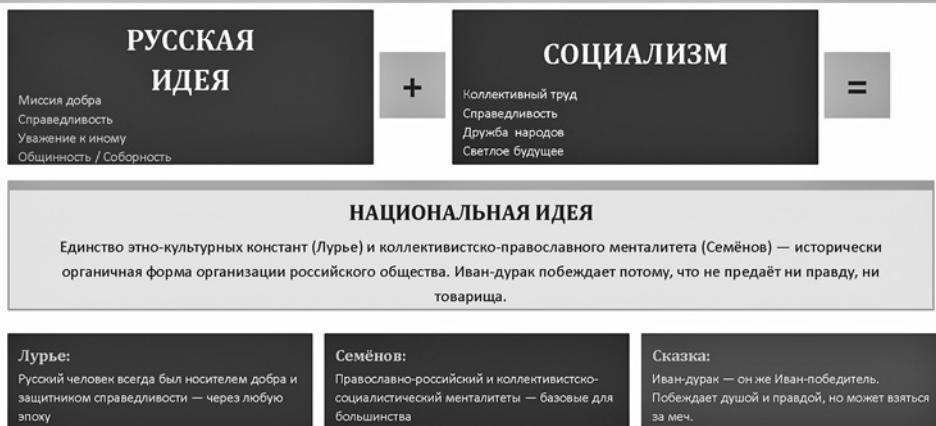 РУССКАЯ
ИДЕЯ
Миссия добра
Справедливость
Уважение к иному
Общинность / Соборность
+
СОЦИАЛИЗМ
Коллективный труд
Справедливость
Дружба народов
Светлое будущее
=
НАЦИОНАЛЬНАЯ ИДЕЯ
Единство этно-культурных констант (Лурье) и коллективистско-православного менталитета (Семёнов) — исторически
органичная форма организации российского общества. Иван-дурак побеждает потому, что не предаёт ни правду, ни
товарища.
Лурье:
Русский человек всегда был носителем добра и
защитником справедливости — через любую
эпоху
Семёнов:
Православно-российский и коллективистско-
социалистический менталитеты — базовые для
большинства
Сказка:
Иван-дурак — он же Иван-победитель.
Побеждает душой и правдой, но может взяться
за меч.